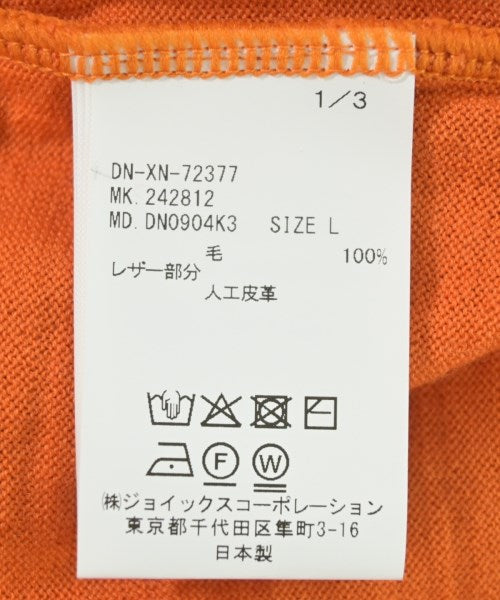 1/3
DN-XN-72377
MK.242812
MD.DN0904K3 SIZE L
毛 100%
レザー部分
人工皮革
F W
㈱ジョイックスコーポレーション
東京都千代田区隼町3-16
日本製